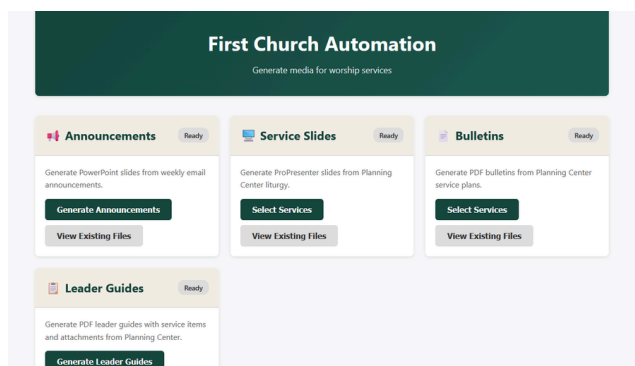 First Church Automation
Generate media for worship services
Announcements
Ready
Generate PowerPoint slides from weekly email
announcements.
Generate Announcements
View Existing Files
Service Slides
Ready
Generate ProPresenter slides from Planning
Center liturgy.
Select Services
View Existing Files
Bulletins
Ready
Generate PDF bulletins from Planning Center
service plans.
Select Services
View Existing Files
Leader Guides
Ready
Generate PDF leader guides with service items
and attachments from Planning Center.
Generate Leader Guides